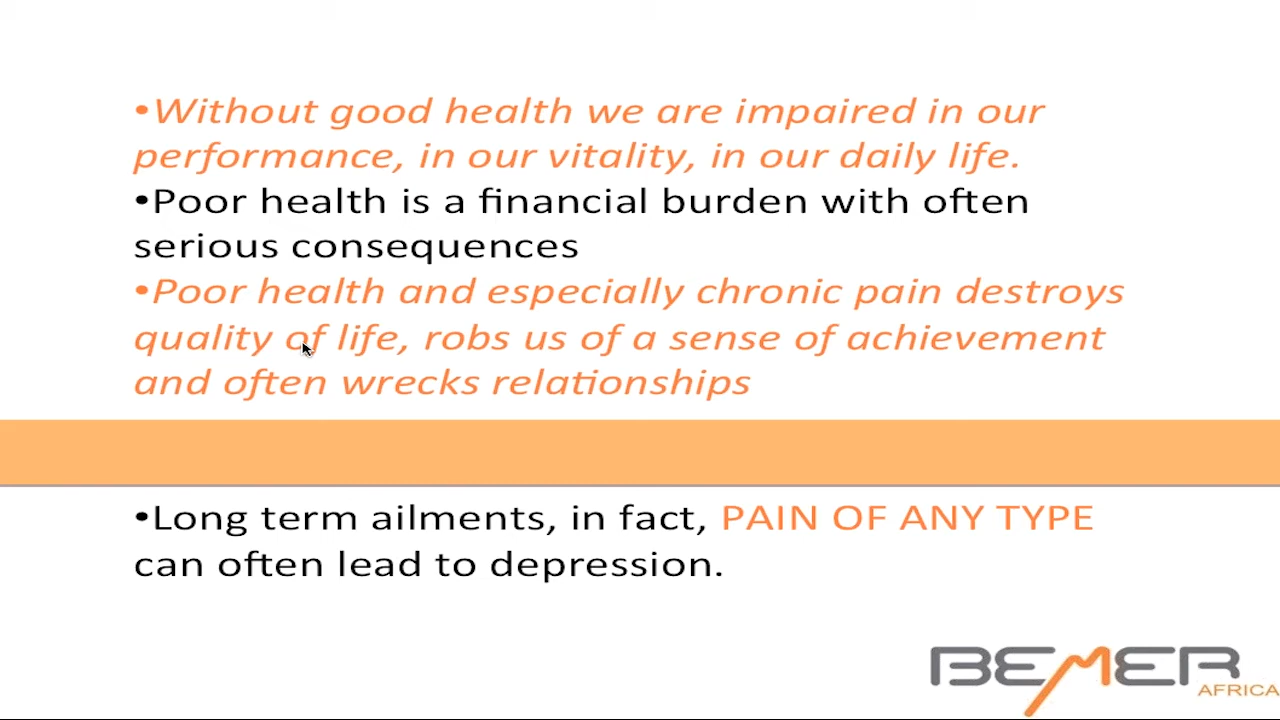 •Without good health we are impaired in our
performance, in our vitality, in our daily life.
•Poor health is a financial burden with often
serious consequences
•Poor health and especially chronic pain destroys
quality of life, robs us of a sense of achievement
and often wrecks relationships
•Long term ailments, in fact, PAIN OF ANY TYPE
can often lead to depression.
BEMER
AFRICA